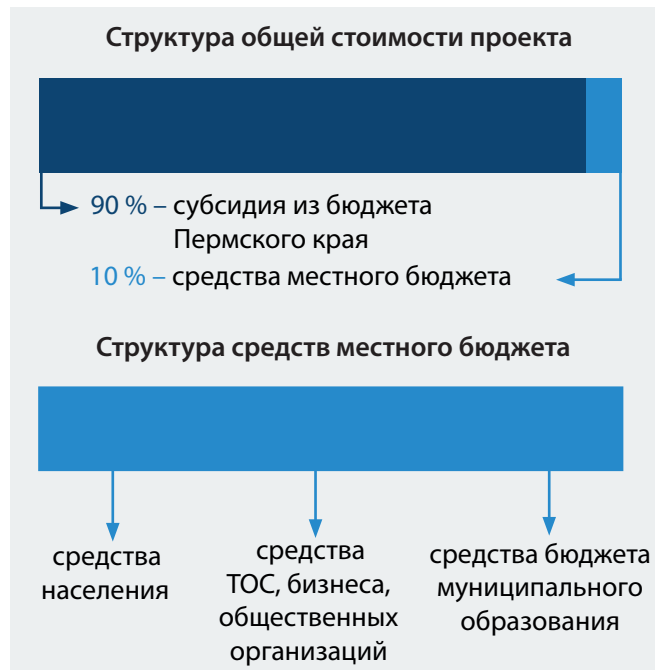 Структура общей стоимости проекта
90 % – субсидия из бюджета
Пермского края
10 % – средства местного бюджета
Структура средств местного бюджета
средства
населения
средства
ТОС, бизнеса,
общественных
организаций
средства бюджета
муниципального
образования